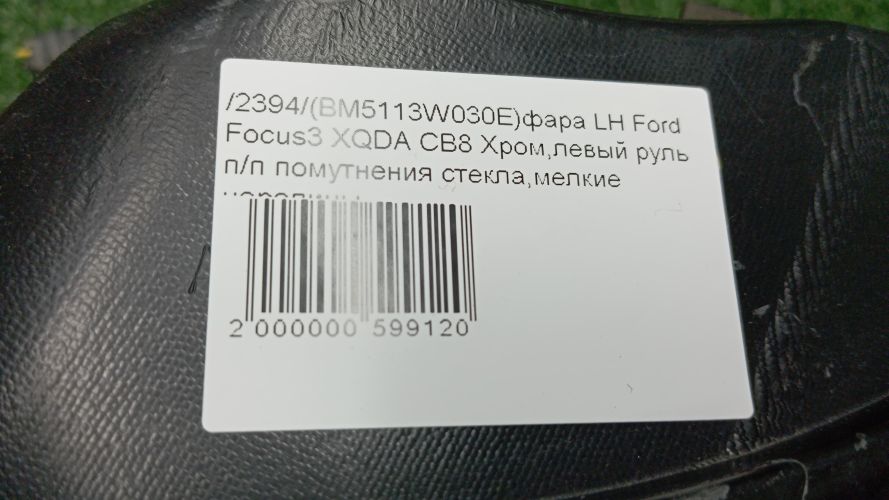 /2394/(BM5113W030E)фара LH Ford
Focus3 XQDA CB8 Хром,левый руль
п/п помутнения стекла,мелкие
2 000000 599120